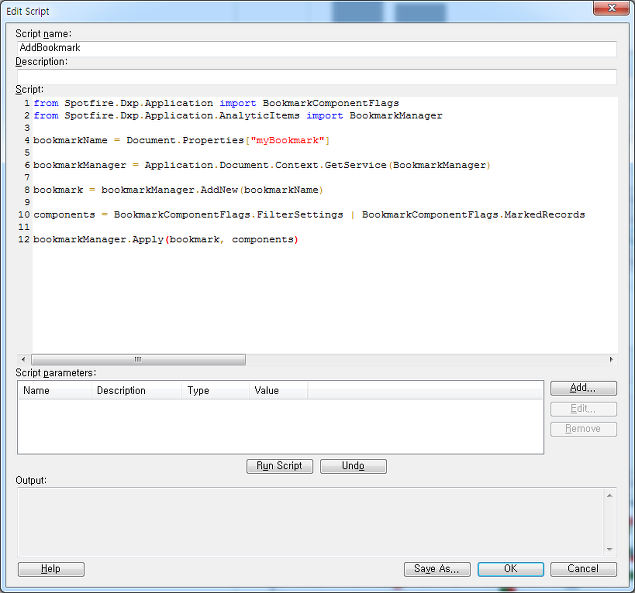 Edit Script
Script name:
AddBookmark
Description:
Script:
1 from Spotfire.Dxp.Application import BookmarkComponentFlags
2 from Spotfire.Dxp.Application.AnalyticItems import BookmarkManager
3
4 bookmarkName = Document.Properties["myBookmark"]
5
6 bookmarkManager = Application.Document.Context.GetService(BookmarkManager)
7
8 bookmark = bookmarkManager.AddNew(bookmarkName)
9
10 components = BookmarkComponentFlags.FilterSettings | BookmarkComponentFlags.MarkedRecords
11
12 bookmarkManager.Apply(bookmark, components)
Script parameters:
Name Description Type Value
Add...
Edit...
Remove
Run Script Undo
Output:
Help Save As... OK Cancel